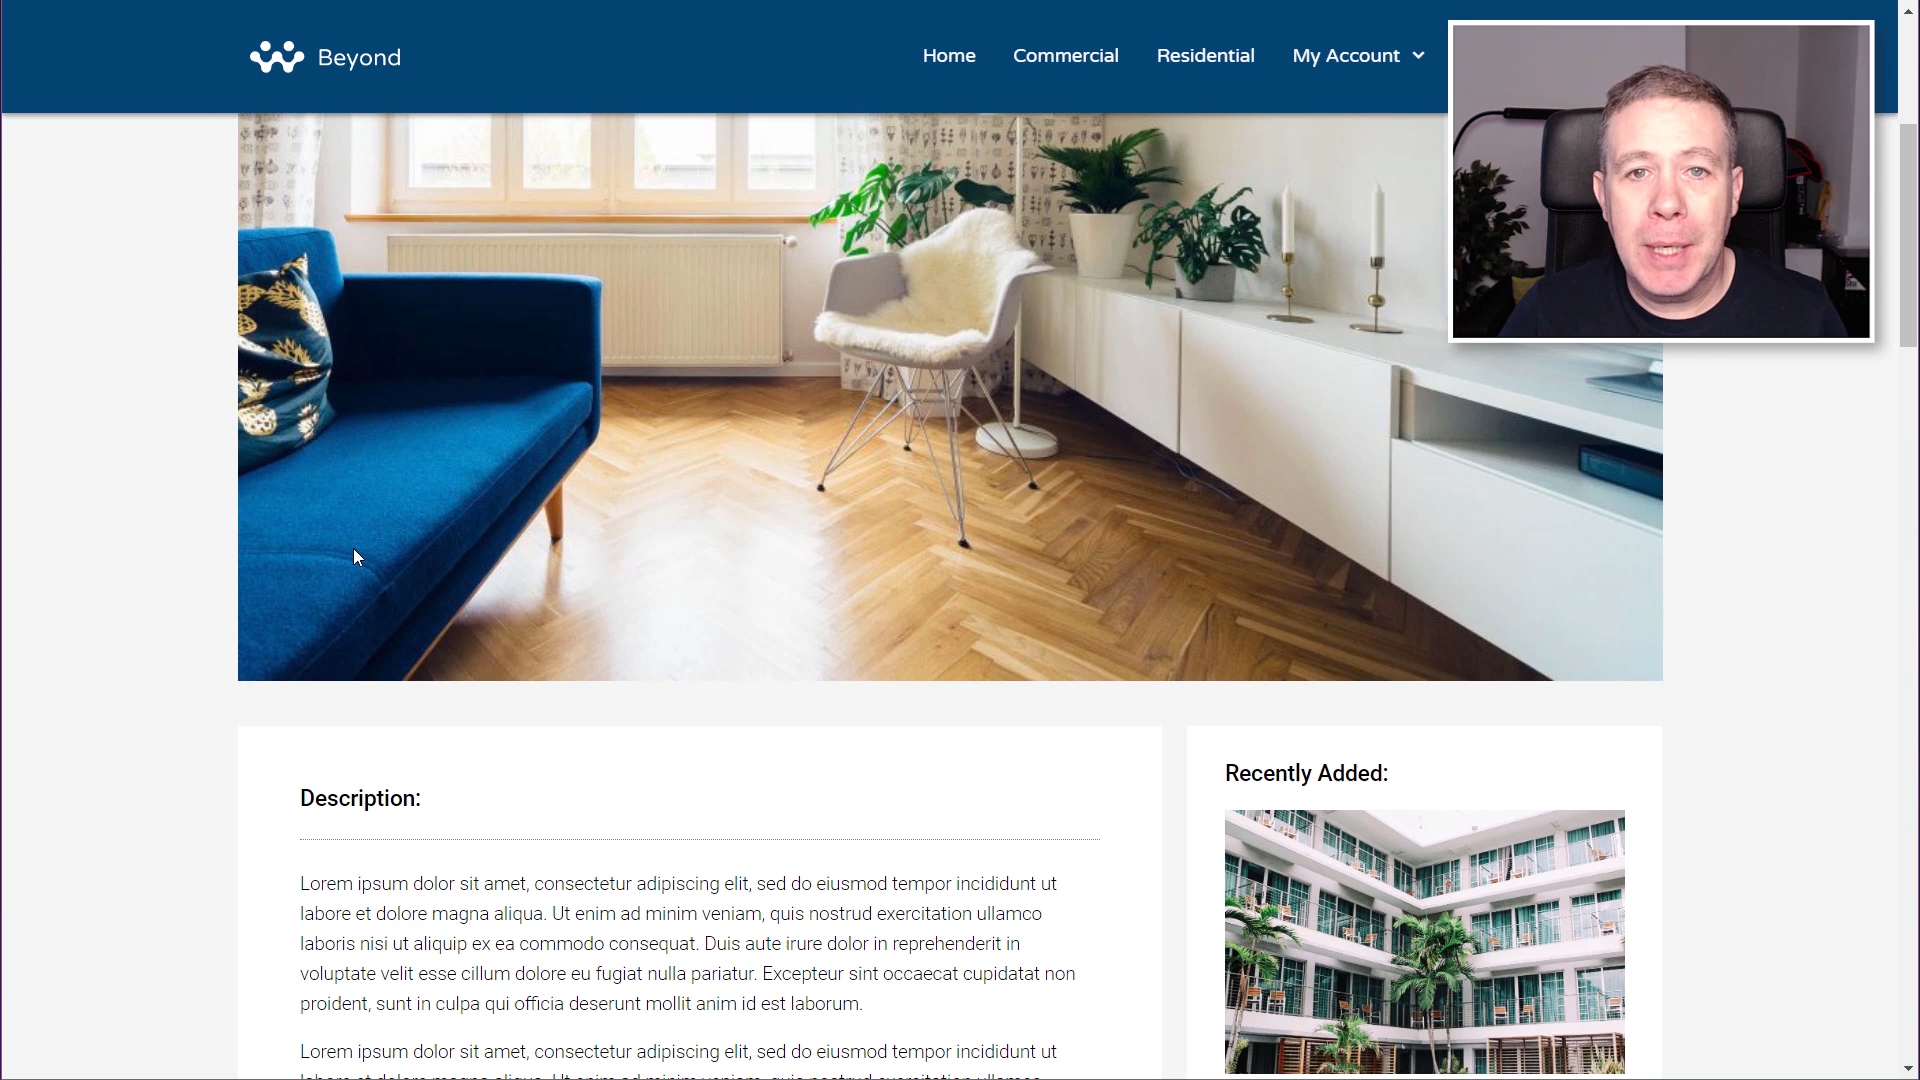 Beyond
Home
Commercial
Residential
My Account
Description:
Lorem ipsum dolor sit amet, consectetur adipiscing elit, sed do eiusmod tempor incididunt ut
labore et dolore magna aliqua. Ut enim ad minim veniam, quis nostrud exercitation ullamco
laboris nisi ut aliquip ex ea commodo consequat. Duis aute irure dolor in reprehenderit in
voluptate velit esse cillum dolore eu fugiat nulla pariatur. Excepteur sint occaecat cupidatat non
proident, sunt in culpa qui officia deserunt mollit anim id est laborum.
Lorem ipsum dolor sit amet, consectetur adipiscing elit, sed do eiusmod tempor incididunt ut
Recently Added: